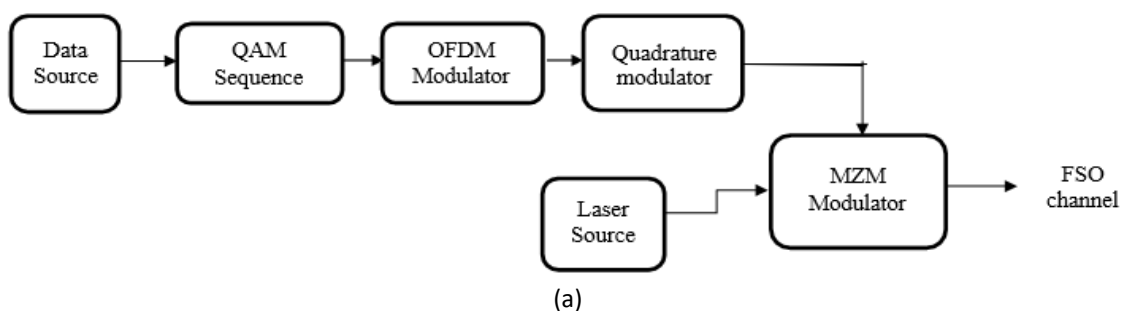 Data
Source
QAM
Sequence
OFDM
Modulator
Quadrature
modulator
MZM
Modulator
FSO
channel
Laser
Source
(a)